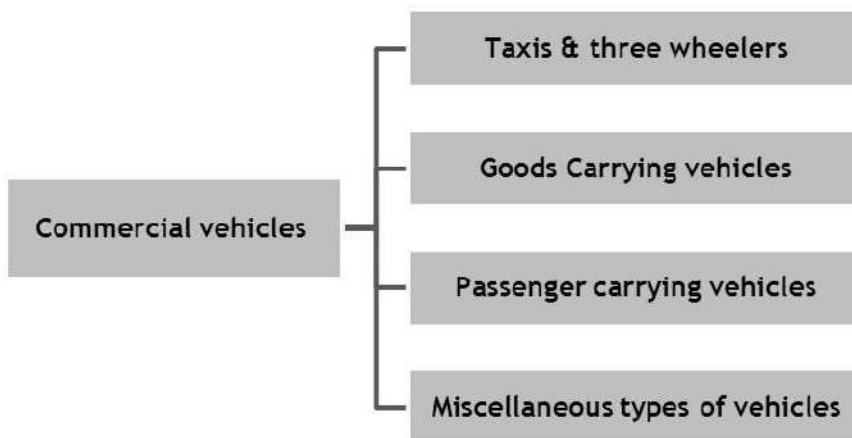 Taxis & three wheelers
Goods Carrying vehicles
Commercial vehicles
Passenger carrying vehicles
Miscellaneous types of vehicles